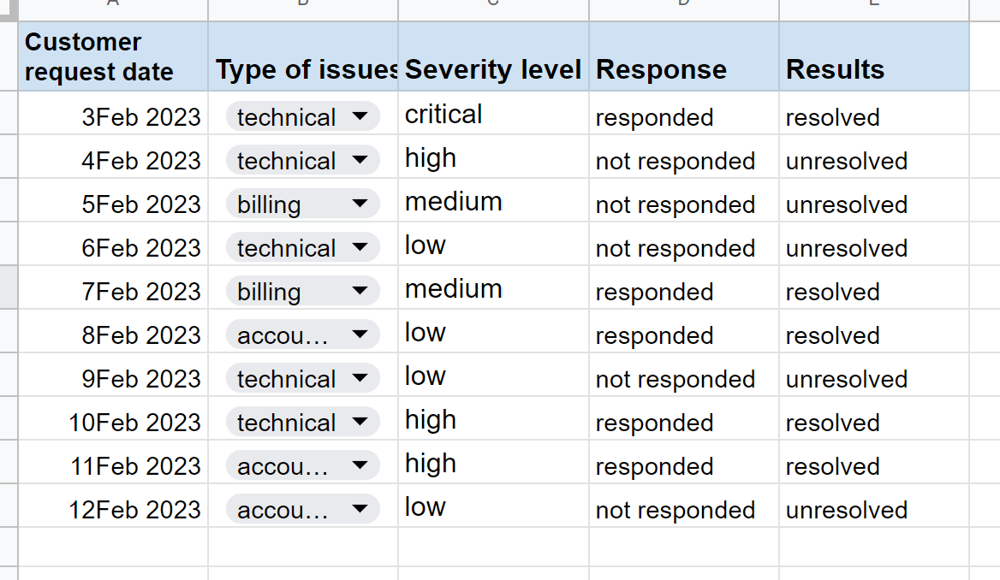 A B C D E
Customer
request date Type of issues Severity level Response Results
3Feb 2023 technical critical responded resolved
4Feb 2023 technical high not responded unresolved
5Feb 2023 billing medium not responded unresolved
6Feb 2023 technical low not responded unresolved
7Feb 2023 billing medium responded resolved
8Feb 2023 accou… low responded resolved
9Feb 2023 technical low not responded unresolved
10Feb 2023 technical high responded resolved
11Feb 2023 accou… high responded resolved
12Feb 2023 accou… low not responded unresolved